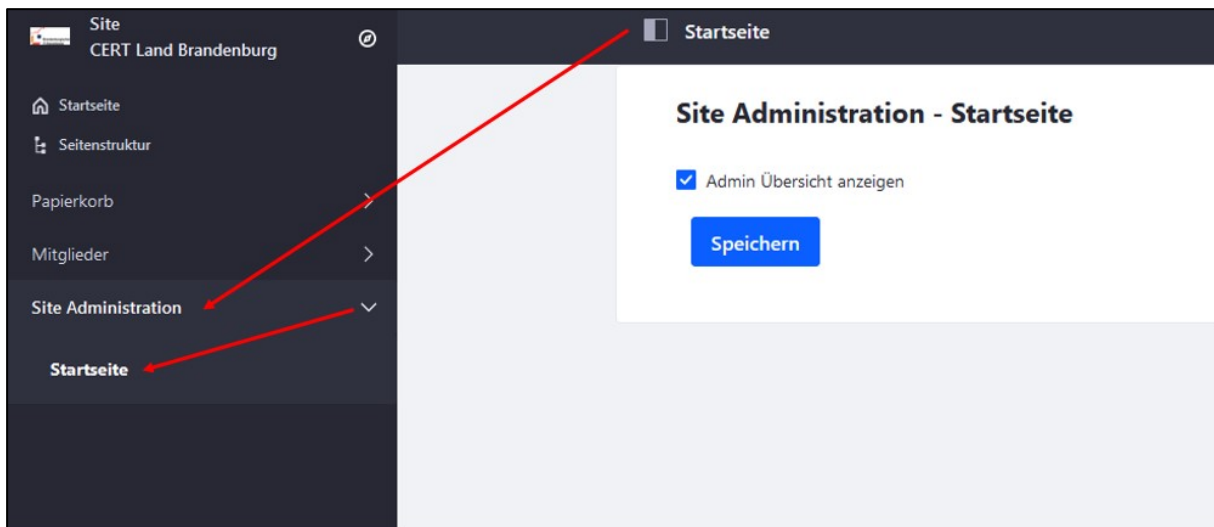 Site
CERT Land Brandenburg
Startseite
Seitenstruktur
Papierkorb
Mitglieder
Site Administration
Startseite
Startseite
Site Administration - Startseite
Admin Übersicht anzeigen
Speichern